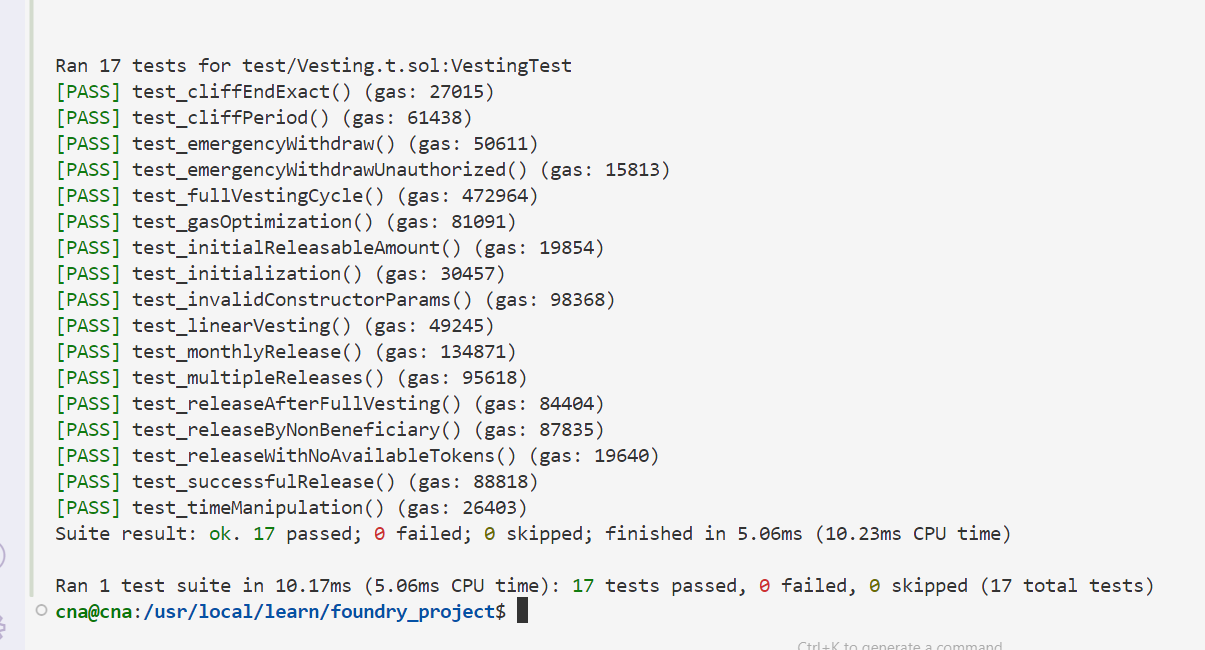 Ran 17 tests for test/Vesting.t.sol:VestingTest
[PASS] test_cliffEndExact() (gas: 27015)
[PASS] test_cliffPeriod() (gas: 61438)
[PASS] test_emergencyWithdraw() (gas: 50611)
[PASS] test_emergencyWithdrawUnauthorized() (gas: 15813)
[PASS] test_fullVestingCycle() (gas: 472964)
[PASS] test_gasOptimization() (gas: 81091)
[PASS] test_initialReleasableAmount() (gas: 19854)
[PASS] test_initialization() (gas: 30457)
[PASS] test_invalidConstructorParams() (gas: 98368)
[PASS] test_linearVesting() (gas: 49245)
[PASS] test_monthlyRelease() (gas: 134871)
[PASS] test_multipleReleases() (gas: 95618)
[PASS] test_releaseAfterFullVesting() (gas: 84404)
[PASS] test_releaseByNonBeneficiary() (gas: 87835)
[PASS] test_releaseWithNoAvailableTokens() (gas: 19640)
[PASS] test_successfulRelease() (gas: 88818)
[PASS] test_timeManipulation() (gas: 26403)
Suite result: ok. 17 passed; 0 failed; 0 skipped; finished in 5.06ms (10.23ms CPU time)
Ran 1 test suite in 10.17ms (5.06ms CPU time): 17 tests passed, 0 failed, 0 skipped (17 total tests)
cna@cna:/usr/local/learn/foundry_project$
Ctrl+K to generate a command